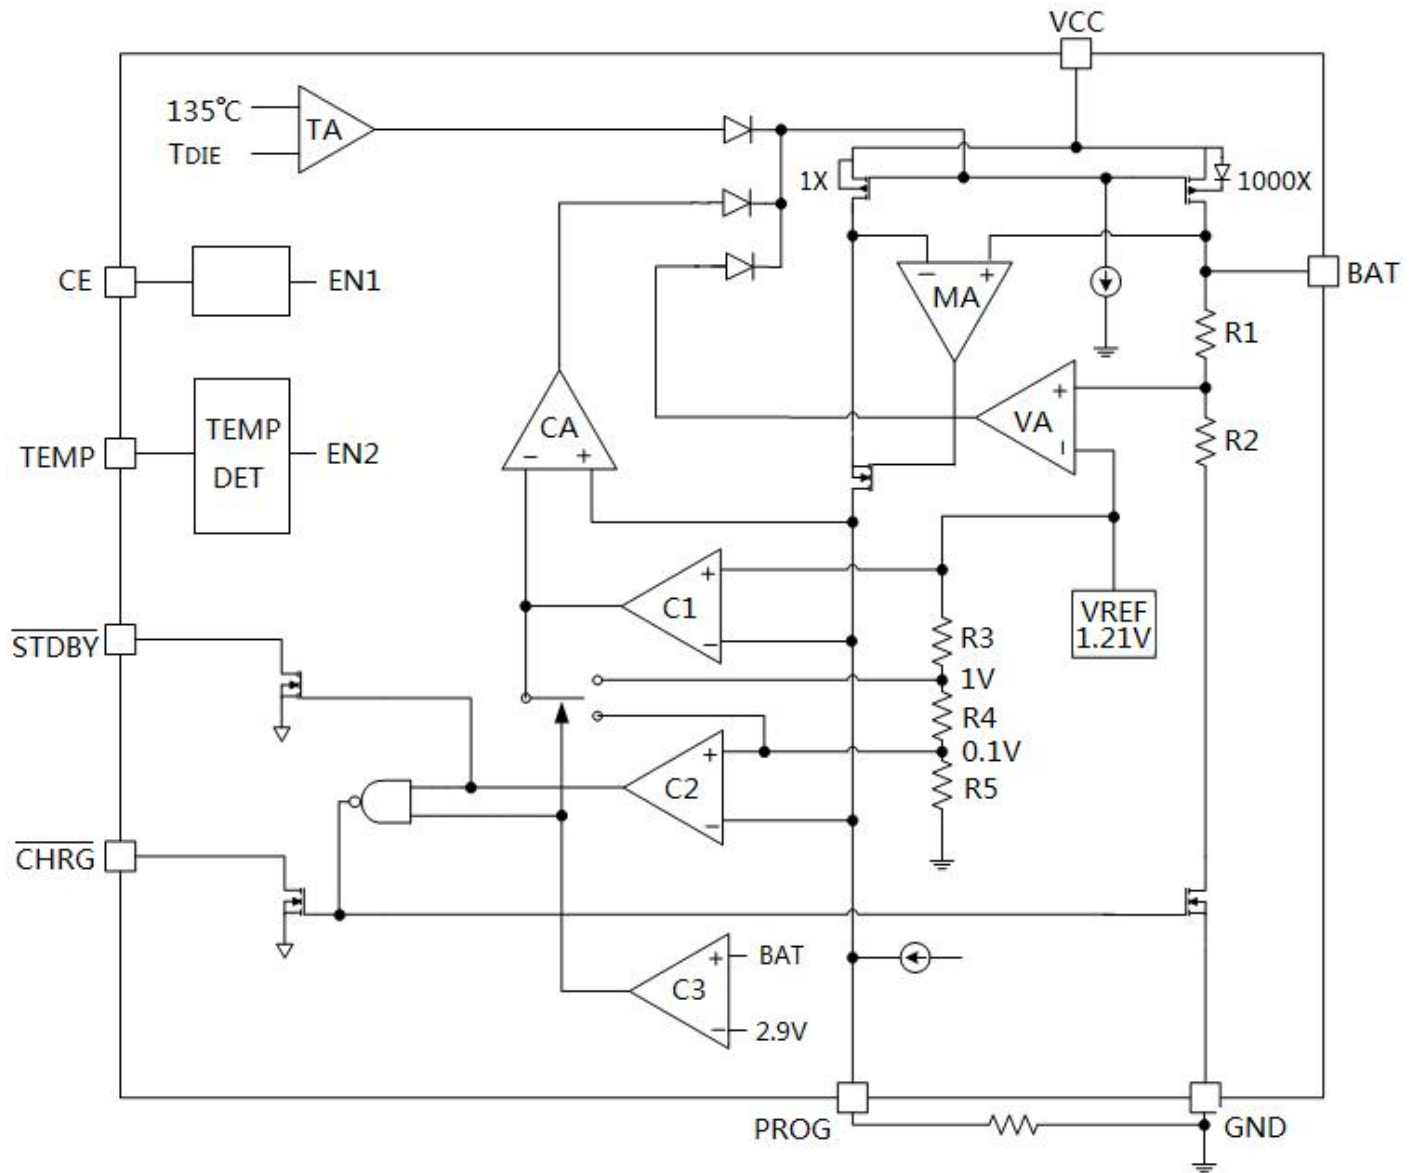 VCC
135℃
TA
TDIE
1X
1000X
CE
EN1
BAT
− +
MA
R1
TEMP
TEMP
DET
EN2
CA
− +
+
VA
−
R2
+
C1
−
VREF
1.21V
R3
1V
STDBY
R4
0.1V
+
C2
−
R5
CHRG
+
BAT
C3
−
2.9V
PROG
GND